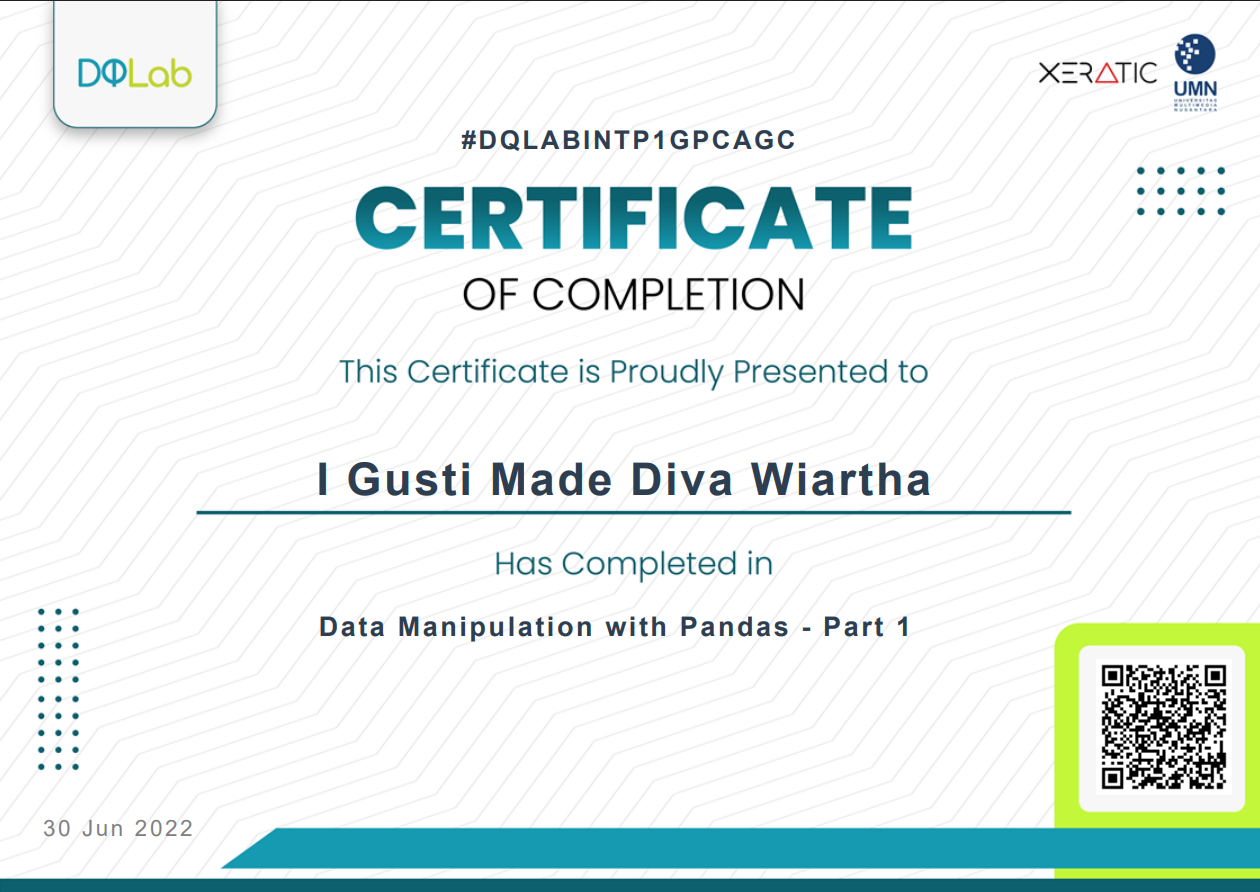 DQLab
XERATIC
UMN
UNIVERSITAS
MULTIMEDIA
NUSANTARA
#DQLABINTP1GPCAGC
CERTIFICATE
OF COMPLETION
This Certificate is Proudly Presented to
I Gusti Made Diva Wiartha
Has Completed in
Data Manipulation with Pandas - Part 1
30 Jun 2022